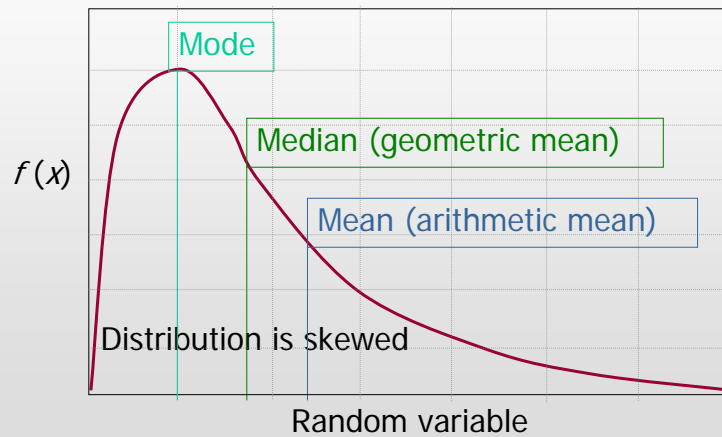 Mode
Median (geometric mean)
f (x)
Mean (arithmetic mean)
Distribution is skewed
Random variable